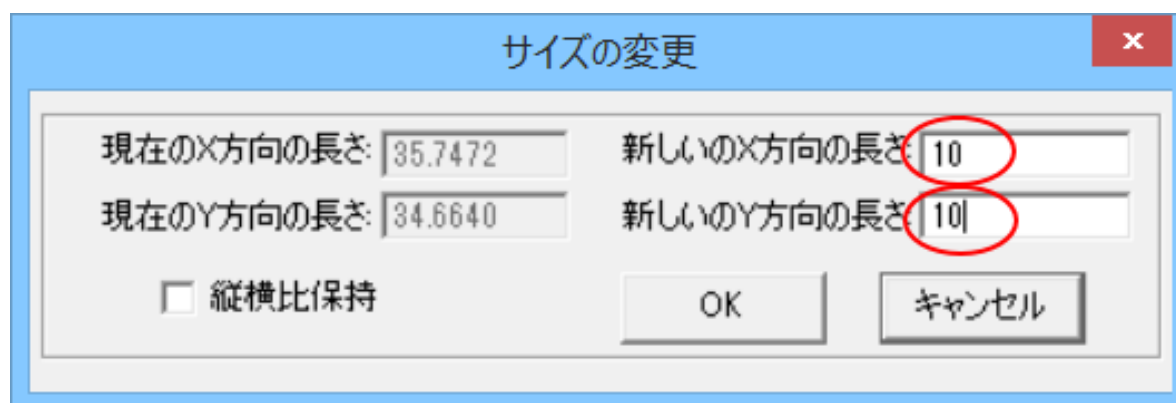 サイズの変更
現在のX方向の長さ: 35.7472 新しいのX方向の長さ: 10
現在のY方向の長さ: 34.6640 新しいのY方向の長さ: 10
縦横比保持 OK キャンセル